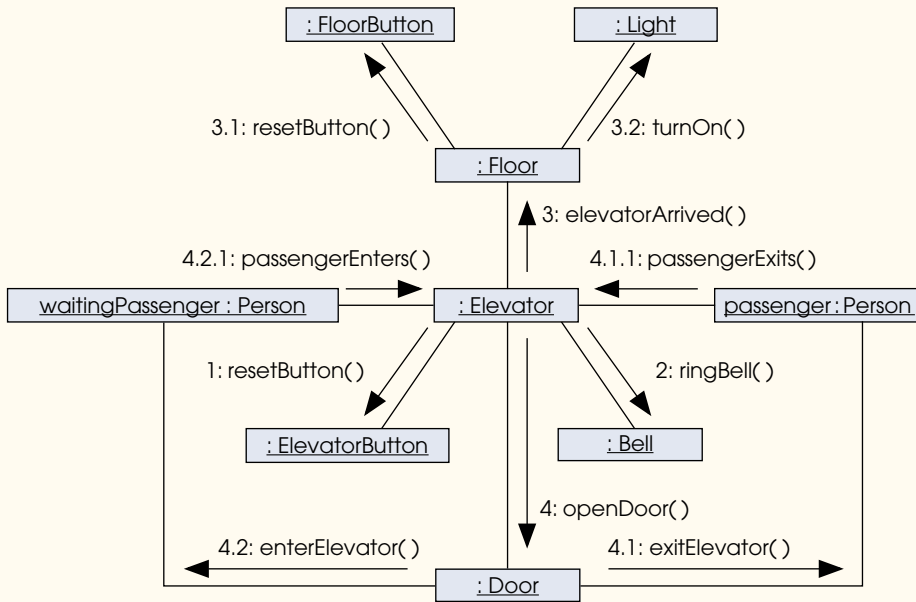 : FloorButton
: Light
3.1: resetButton( )
3.2: turnOn( )
: Floor
3: elevatorArrived( )
4.2.1: passengerEnters( )
4.1.1: passengerExits( )
waitingPassenger : Person
: Elevator
passenger : Person
1: resetButton( )
2: ringBell( )
: ElevatorButton
: Bell
4: openDoor( )
4.2: enterElevator( )
4.1: exitElevator( )
: Door